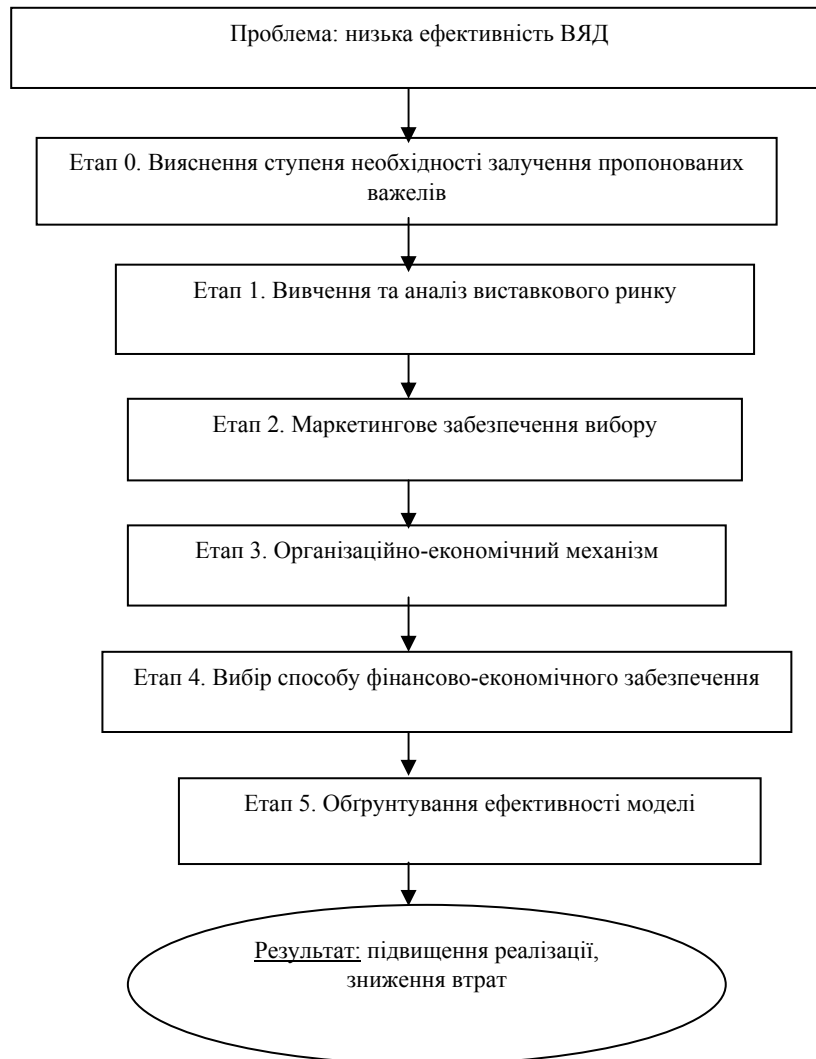 Проблема: низька ефективність ВЯД
Етап 0. Вияснення ступеня необхідності залучення пропонованих
важелів
Етап 1. Вивчення та аналіз виставкового ринку
Етап 2. Маркетингове забезпечення вибору
Етап 3. Організаційно-економічний механізм
Етап 4. Вибір способу фінансово-економічного забезпечення
Етап 5. Обґрунтування ефективності моделі
Результат: підвищення реалізації,
зниження втрат